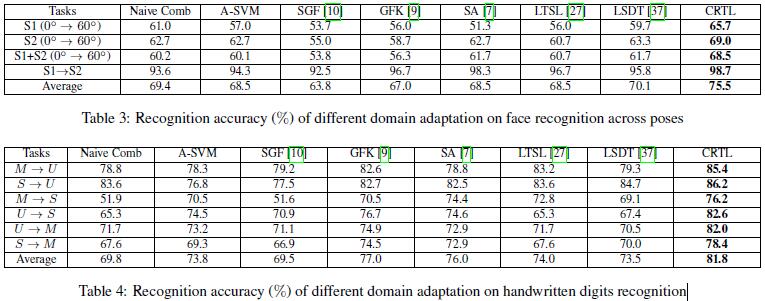 Tasks Naive Comb A-SVM SGF [10] GFK [9] SA [7] LTSL [27] LSDT [37] CRTL
S1 (0° → 60°) 61.0 57.0 53.7 56.0 51.3 56.0 59.7 65.7
S2 (0° → 60°) 62.7 62.7 55.0 58.7 62.7 60.7 63.3 69.0
S1+S2 (0° → 60°) 60.2 60.1 53.8 56.3 61.7 60.7 61.7 68.5
S1→S2 93.6 94.3 92.5 96.7 98.3 96.7 95.8 98.7
Average 69.4 68.5 63.8 67.0 68.5 68.5 70.1 75.5
Table 3: Recognition accuracy (%) of different domain adaptation on face recognition across poses
Tasks Naive Comb A-SVM SGF [10] GFK [9] SA [7] LTSL [27] LSDT [37] CRTL
M → U 78.8 78.3 79.2 82.6 78.8 83.2 79.3 85.4
S → U 83.6 76.8 77.5 82.7 82.5 83.6 84.7 86.2
M → S 51.9 70.5 51.6 70.5 74.4 72.8 69.1 76.2
U → S 65.3 74.5 70.9 76.7 74.6 65.3 67.4 82.6
U → M 71.7 73.2 71.1 74.9 72.9 71.7 70.5 82.0
S → M 67.6 69.3 66.9 74.5 72.9 67.6 70.0 78.4
Average 69.8 73.8 69.5 77.0 76.0 74.0 73.5 81.8
Table 4: Recognition accuracy (%) of different domain adaptation on handwritten digits recognition